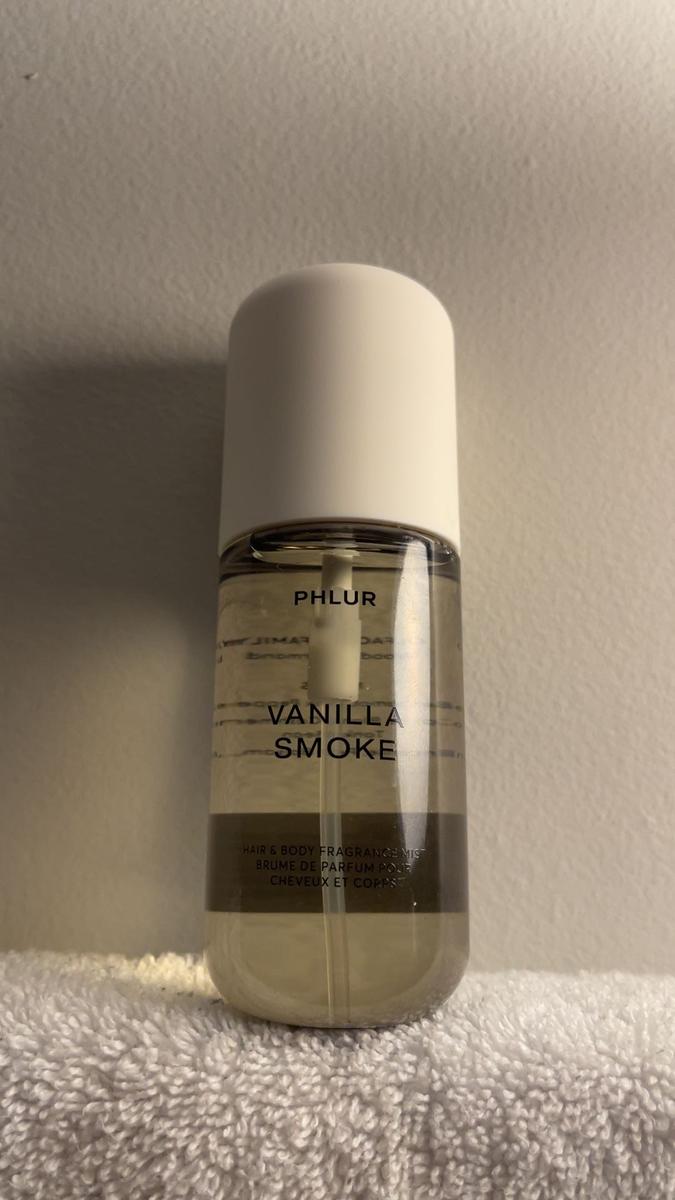 PHLUR
VANILLA
SMOKE
HAIR & BODY FRAGRANCE MIST
BRUME DE PARFUM POUR
CHEVEUX ET CORPS